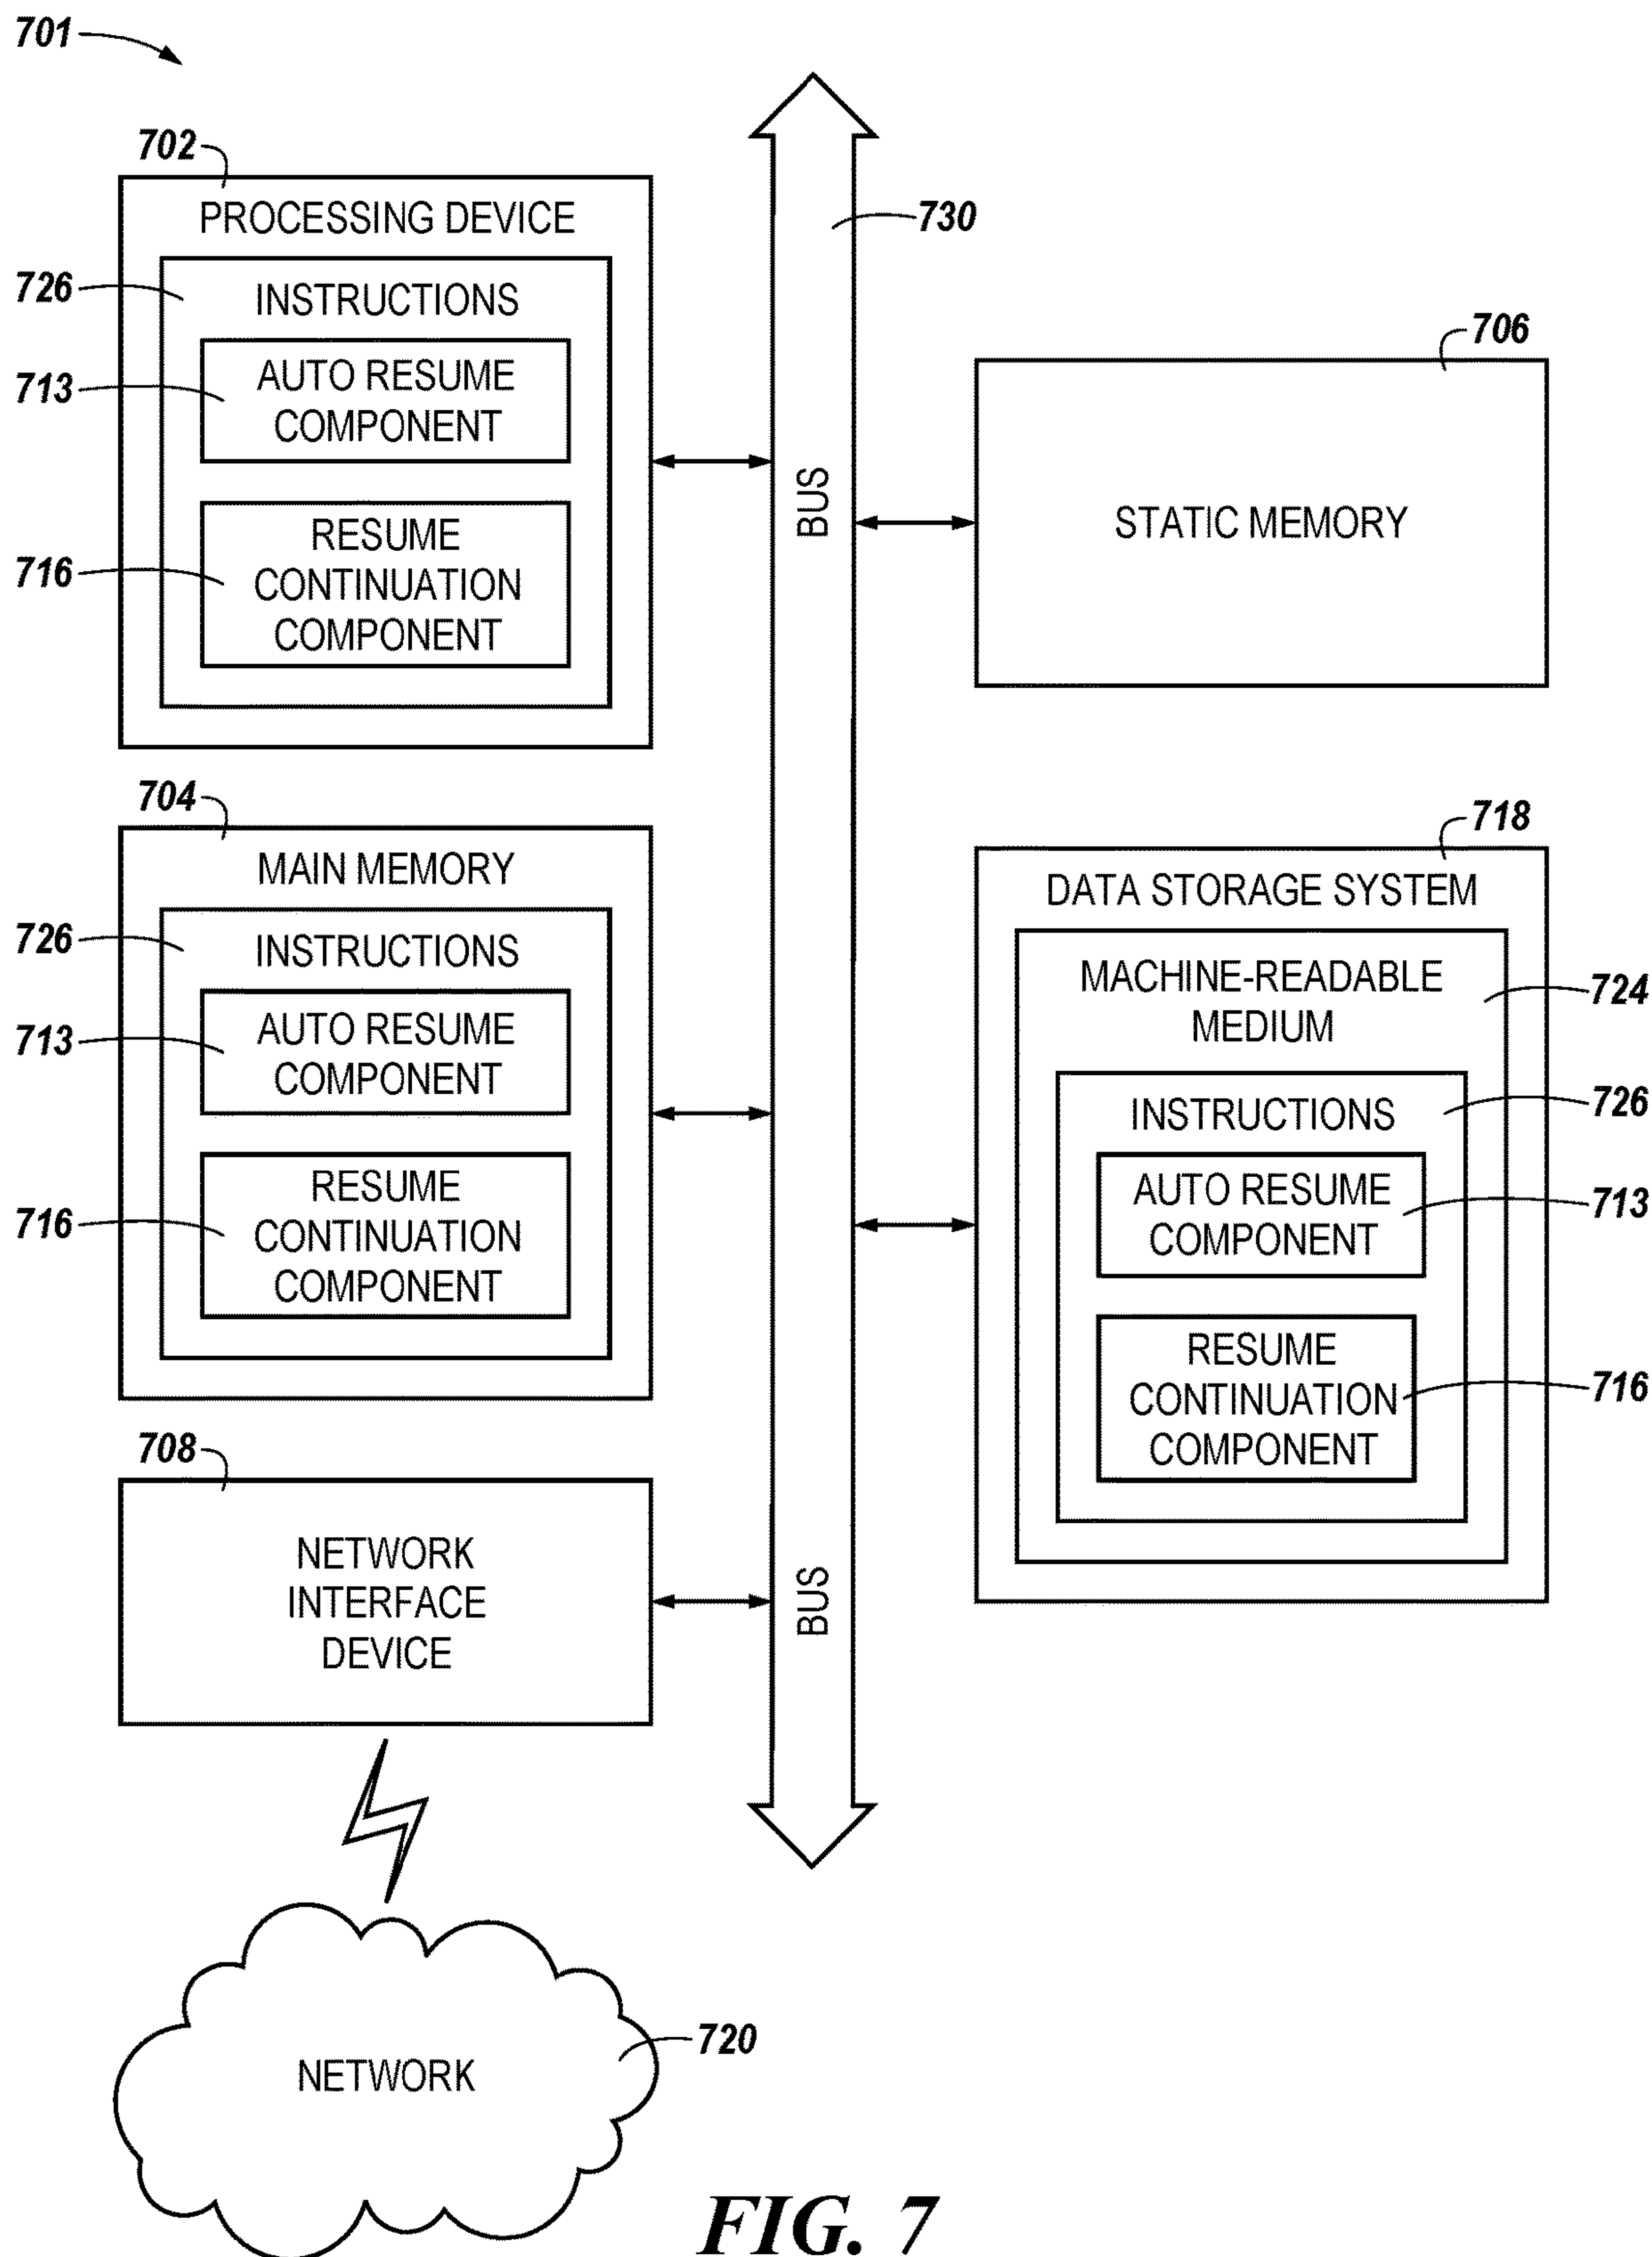 701
702
PROCESSING DEVICE
726
INSTRUCTIONS
713
AUTO RESUME
COMPONENT
716
RESUME
CONTINUATION
COMPONENT
704
MAIN MEMORY
726
INSTRUCTIONS
713
AUTO RESUME
COMPONENT
716
RESUME
CONTINUATION
COMPONENT
708
NETWORK
INTERFACE
DEVICE
NETWORK
720
730
BUS
BUS
706
STATIC MEMORY
718
DATA STORAGE SYSTEM
MACHINE-READABLE
MEDIUM
724
INSTRUCTIONS
726
AUTO RESUME
COMPONENT
713
RESUME
CONTINUATION
COMPONENT
716
FIG. 7